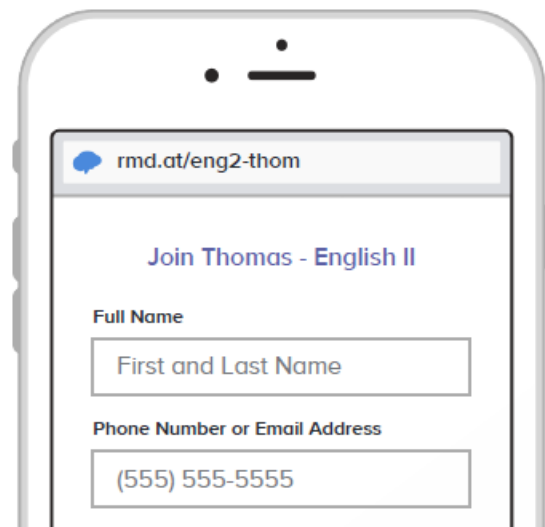 rmd.at/eng2-thom
Join Thomas - English II
Full Name
First and Last Name
Phone Number or Email Address
(555) 555-5555